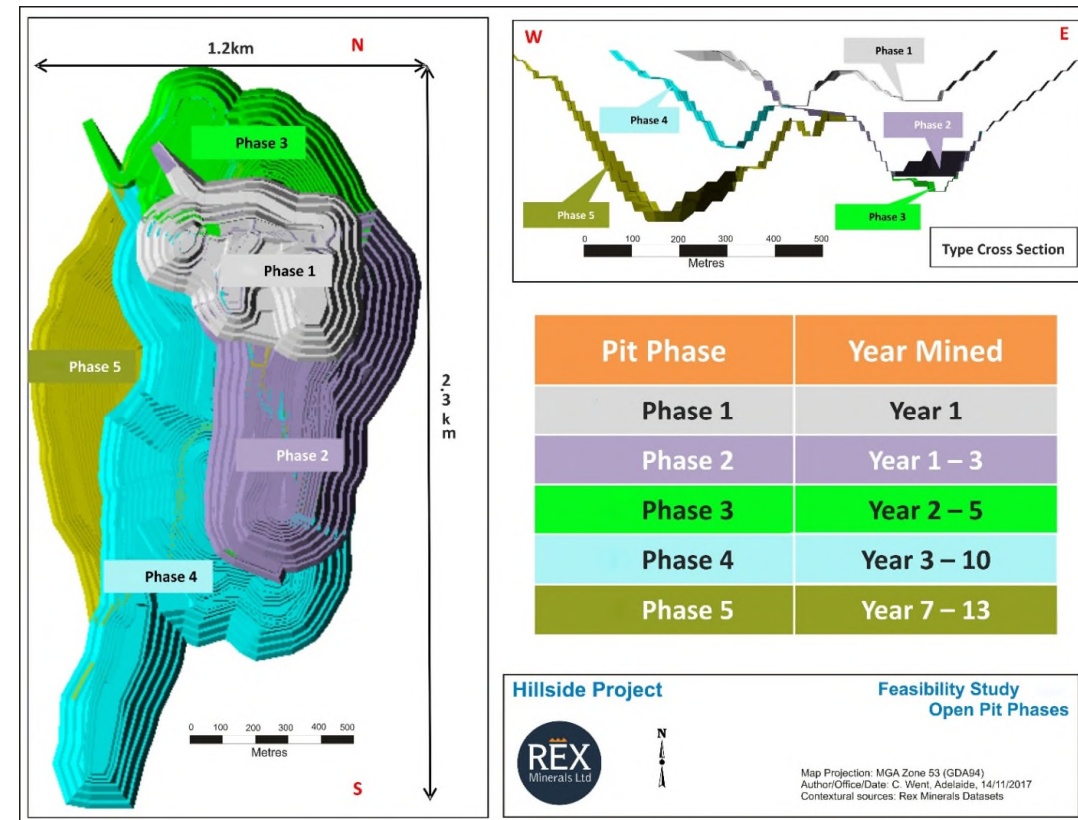 1.2km
N
Phase 3
Phase 1
Phase 5
2.3 km
Phase 2
Phase 4
0 100 200 300 400 500
Metres
S
W
E
Phase 1
Phase 4
Phase 2
Phase 5
Phase 3
0 100 200 300 400 500
Metres
Type Cross Section
Pit Phase Year Mined
Phase 1 Year 1
Phase 2 Year 1 – 3
Phase 3 Year 2 – 5
Phase 4 Year 3 – 10
Phase 5 Year 7 – 13
Hillside Project
Feasibility Study
Open Pit Phases
REX
Minerals Ltd
N
Map Projection: MGA Zone 53 (GDA94)
Author/Office/Date: C. Went, Adelaide, 14/11/2017
Contextural sources: Rex Minerals Datasets